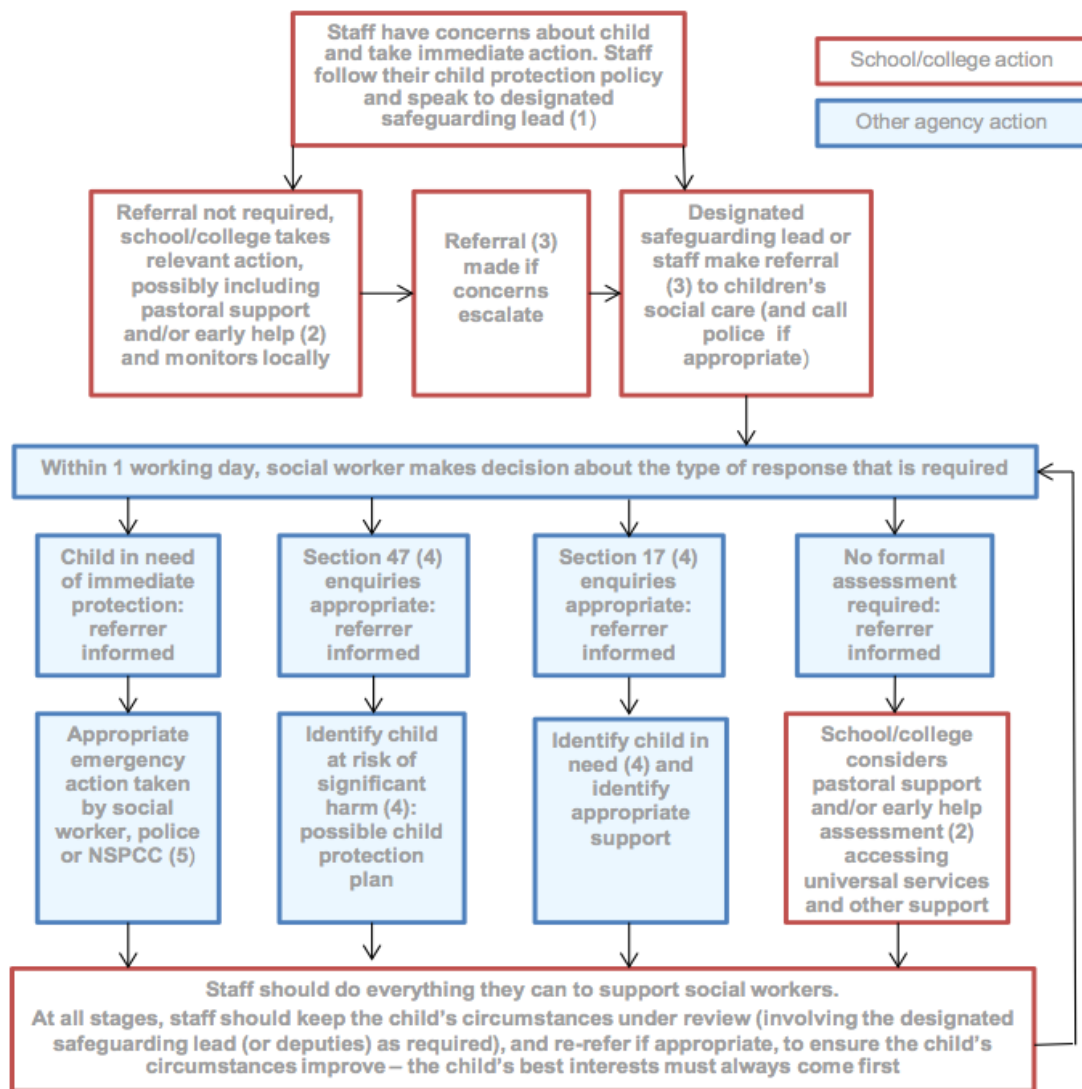 Staff have concerns about child
and take immediate action. Staff
follow their child protection policy
and speak to designated
safeguarding lead (1)
School/college action
Other agency action
Referral not required,
school/college takes
relevant action,
possibly including
pastoral support
and/or early help (2)
and monitors locally
Referral (3)
made if
concerns
escalate
Designated
safeguarding lead or
staff make referral
(3) to children's
social care (and call
police if
appropriate)
Within 1 working day, social worker makes decision about the type of response that is required
Child in need
of immediate
protection:
referrer
informed
Section 47 (4)
enquiries
appropriate:
referrer
informed
Section 17 (4)
enquiries
appropriate:
referrer
informed
No formal
assessment
required:
referrer
informed
Appropriate
emergency
action taken
by social
worker, police
or NSPCC (5)
Identify child
at risk of
significant
harm (4):
possible child
protection
plan
Identify child in
need (4) and
identify
appropriate
support
School/college
considers
pastoral support
and/or early help
assessment (2)
accessing
universal services
and other support
Staff should do everything they can to support social workers.
At all stages, staff should keep the child's circumstances under review (involving the designated
safeguarding lead (or deputies) as required), and re-refer if appropriate, to ensure the child's
circumstances improve – the child's best interests must always come first